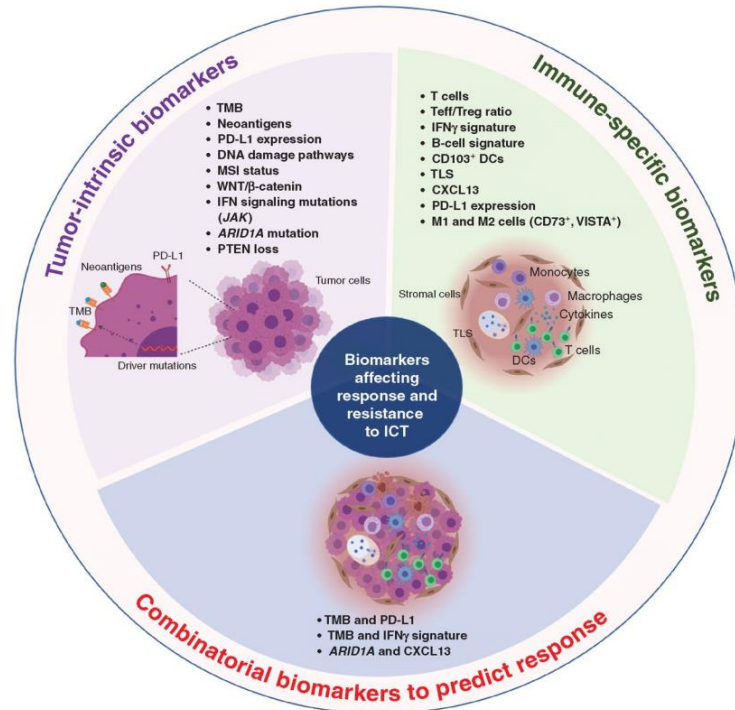 Tumor-intrinsic biomarkers
• TMB
• Neoantigens
• PD-L1 expression
• DNA damage pathways
• MSI status
• WNT/β-catenin
• IFN signaling mutations
(JAK)
• ARID1A mutation
• PTEN loss
PD-L1
Neoantigens
TMB
Driver mutations
Tumor cells
Immune-specific biomarkers
• T cells
• Teff/Treg ratio
• IFNγ signature
• B-cell signature
• CD103⁺ DCs
• TLS
• CXCL13
• PD-L1 expression
• M1 and M2 cells (CD73⁺, VISTA⁺)
Monocytes
Stromal cells
Macrophages
Cytokines
TLS
T cells
DCs
Biomarkers
affecting
response and
resistance
to ICT
• TMB and PD-L1
• TMB and IFNγ signature
• ARID1A and CXCL13
Combinatorial biomarkers to predict response